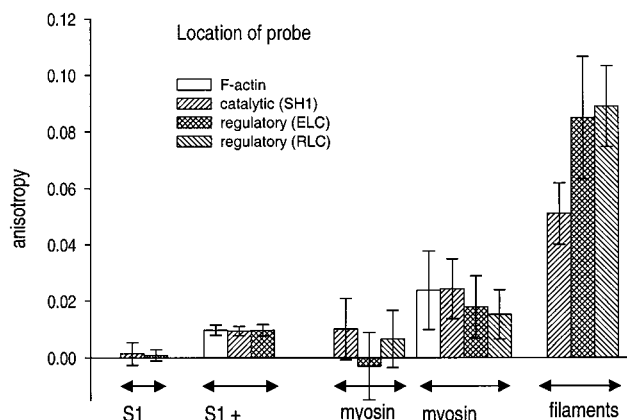 0.12
Location of probe
0.10
F-actin
catalytic (SH1)
regulatory (ELC)
regulatory (RLC)
0.08
0.06
0.04
0.02
0.00
anisotropy
S1
S1 +
myosin
myosin
filaments